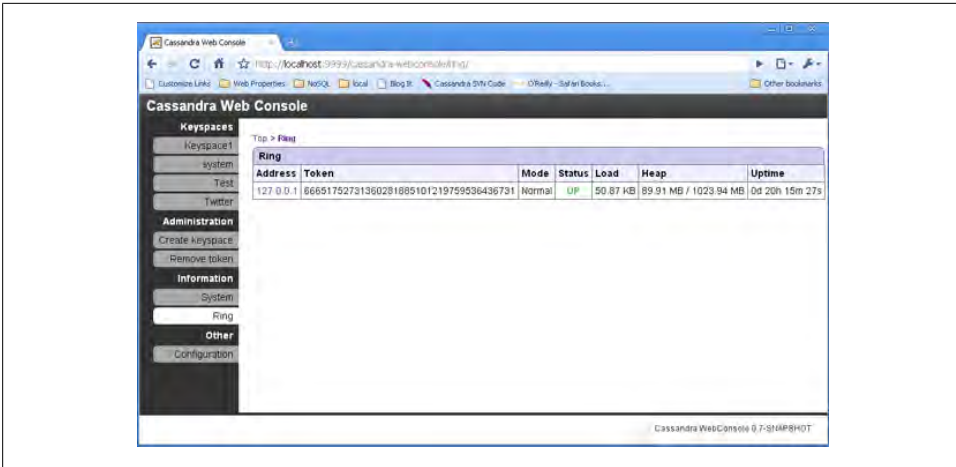 Cassandra Web Console
http://localhost:9999/cassandra-webconsole/ring/
Customize Links Web Properties NoSQL local Blog It Cassandra SVN Code O'Reilly - Safari Books... Other bookmarks
Cassandra Web Console
Keyspaces
Keyspace1
system
Test
Twitter
Administration
Create keyspace
Remove token
Information
System
Ring
Other
Configuration
Top > Ring
Ring
Address Token Mode Status Load Heap Uptime
127.0.0.1 66651752731360281885101219759536436731 Normal UP 50.87 KB 89.91 MB / 1023.94 MB 0d 20h 15m 27s
Cassandra WebConsole 0.7-SNAPSHOT